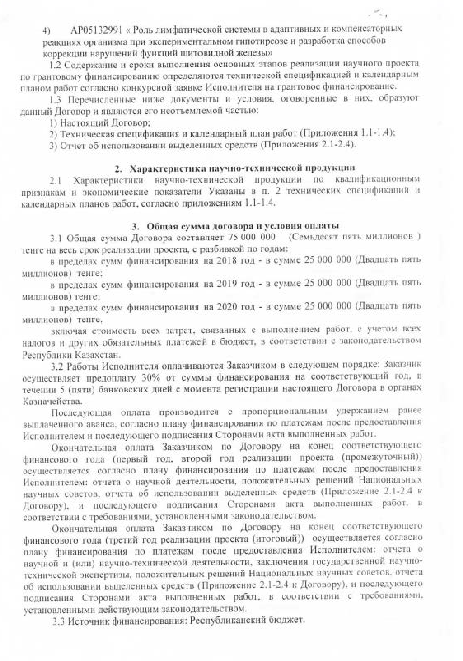 4) АР05132991 « Роль лимфатической системы в адаптивных и компенсаторных
реакциях организма при экспериментальном гипотиреозе и разработка способов
коррекции нарушений функций щитовидной железы»
1.2 Содержание и сроки выполнения основных этапов реализации научного проекта
по грантовому финансированию определяются технической спецификацией и календарным
планом работ согласно конкурсной заявке Исполнителя на грантовое финансирование.
1.3 Перечисленные ниже документы и условия, оговоренные в них, образуют
данный Договор и является его неотъемлемой частью:
1) Настоящий Договор;
2) Техническая спецификация и календарный план работ (Приложения 1.1-1.4);
3) Отчет об использовании выделенных средств (Приложения 2.1-2.4).
2. Характеристика научно-технической продукции
2.1 Характеристика научно-технической продукции по квалификационным
признакам и экономические показатели Указаны в п. 2 технических спецификаций и
календарных планов работ, согласно приложениям 1.1-1.4.
3. Общая сумма договора и условия оплаты
3.1 Общая сумма Договора составляет 75 000 000 (Семьдесят пять миллионов )
тенге на весь срок реализации проекта, с разбивкой по годам:
в пределах сумм финансирования на 2018 год - в сумме 25 000 000 (Двадцать пять
миллионов) тенге;
в пределах сумм финансирования на 2019 год - в сумме 25 000 000 (Двадцать пять
миллионов) тенге;
в пределах сумм финансирования на 2020 год - в сумме 25 000 000 (Двадцать пять
миллионов) тенге,
включая стоимость всех затрат, связанных с выполнением работ, с учетом всех
налогов и других обязательных платежей в бюджет, в соответствии с законодательством
Республики Казахстан.
3.2 Работы Исполнителя оплачиваются Заказчиком в следующем порядке: Заказчик
осуществляет предоплату 30% от суммы финансирования на соответствующий год, в
течении 5 (пяти) банковских дней с момента регистрации настоящего Договора в органах
Казначейства.
Последующая оплата производится с пропорциональным удержанием ранее
выплаченного аванса, согласно плану финансирования по платежам после предоставления
Исполнителем и последующего подписания Сторонами акта выполненных работ.
Окончательная оплата Заказчиком по Договору на конец соответствующего
финансового года (первый год, второй год реализации проекта (промежуточный))
осуществляется согласно плану финансирования по платежам после предоставления
Исполнителем: отчета о научной деятельности, положительных решений Национальных
научных советов, отчета об использовании выделенных средств (Приложение 2.1-2.4 к
Договору), и последующего подписания Сторонами акта выполненных работ, в
соответствии с требованиями, установленными законодательством.
Окончательная оплата Заказчиком по Договору на конец соответствующего
финансового года (третий год реализации проекта (итоговый)) осуществляется согласно
плану финансирования по платежам после предоставления Исполнителем: отчета о
научной и (или) научно-технической деятельности, заключения государственной научно-
технической экспертизы, положительных решений Национальных научных советов, отчета
об использовании выделенных средств (Приложение 2.1-2.4 к Договору), и последующего
подписания Сторонами акта выполненных работ, в соответствии с требованиями,
установленными действующим законодательством.
3.3 Источник финансирования: Республиканский бюджет.